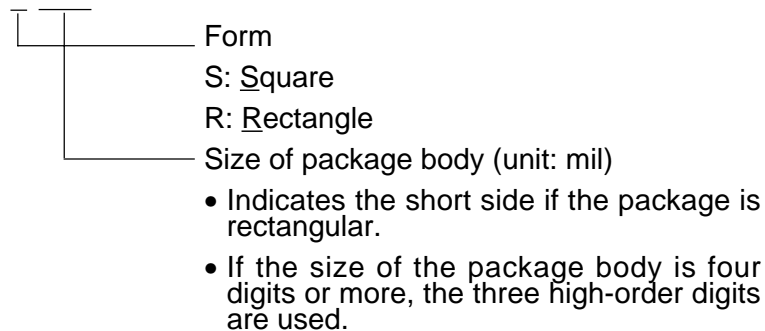 Form
S: Square
R: Rectangle
Size of package body (unit: mil)
• Indicates the short side if the package is
rectangular.
• If the size of the package body is four
digits or more, the three high-order digits
are used.